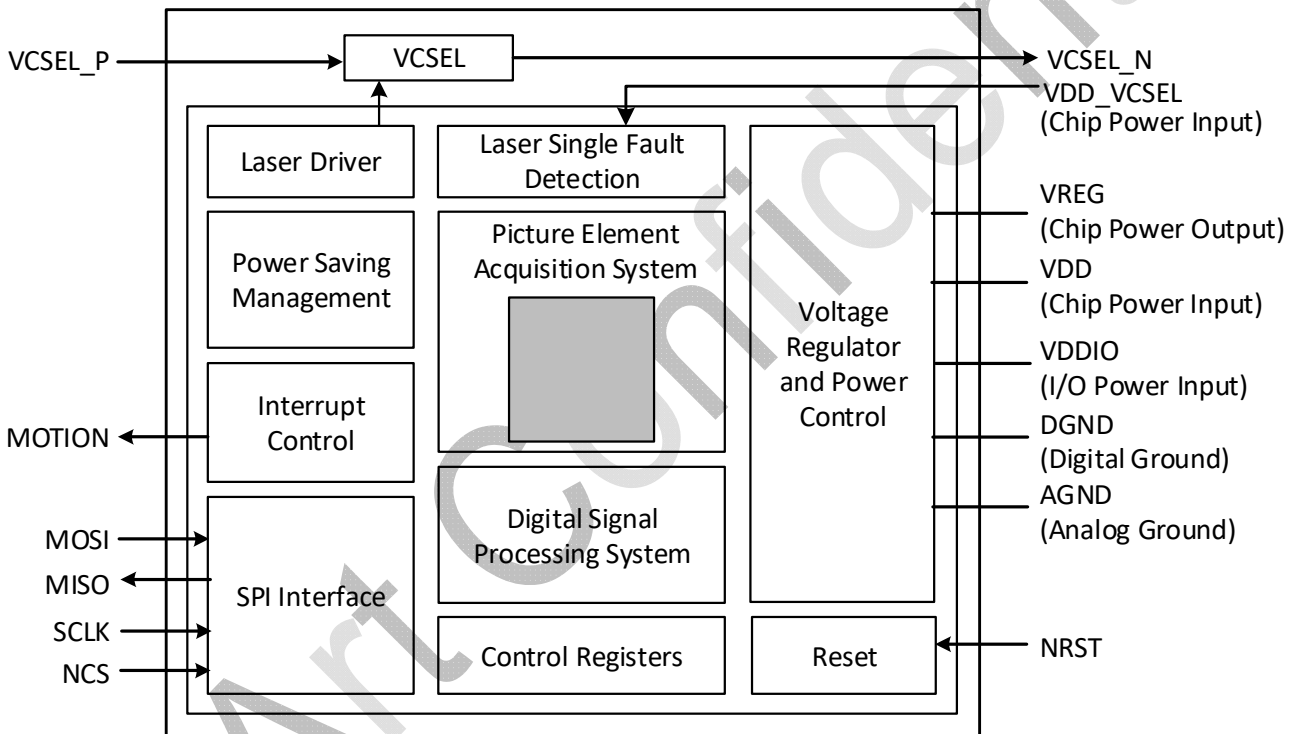 VCSEL_P
VCSEL
VCSEL_N
VDD_VCSEL
(Chip Power Input)
Laser Driver
Laser Single Fault
Detection
Power Saving
Management
Picture Element
Acquisition System
Voltage
Regulator
and Power
Control
VREG
(Chip Power Output)
VDD
(Chip Power Input)
VDDIO
(I/O Power Input)
DGND
(Digital Ground)
AGND
(Analog Ground)
Interrupt
Control
MOTION
MOSI
MISO
SCLK
NCS
SPI Interface
Digital Signal
Processing System
Control Registers
Reset
NRST
Art Confident